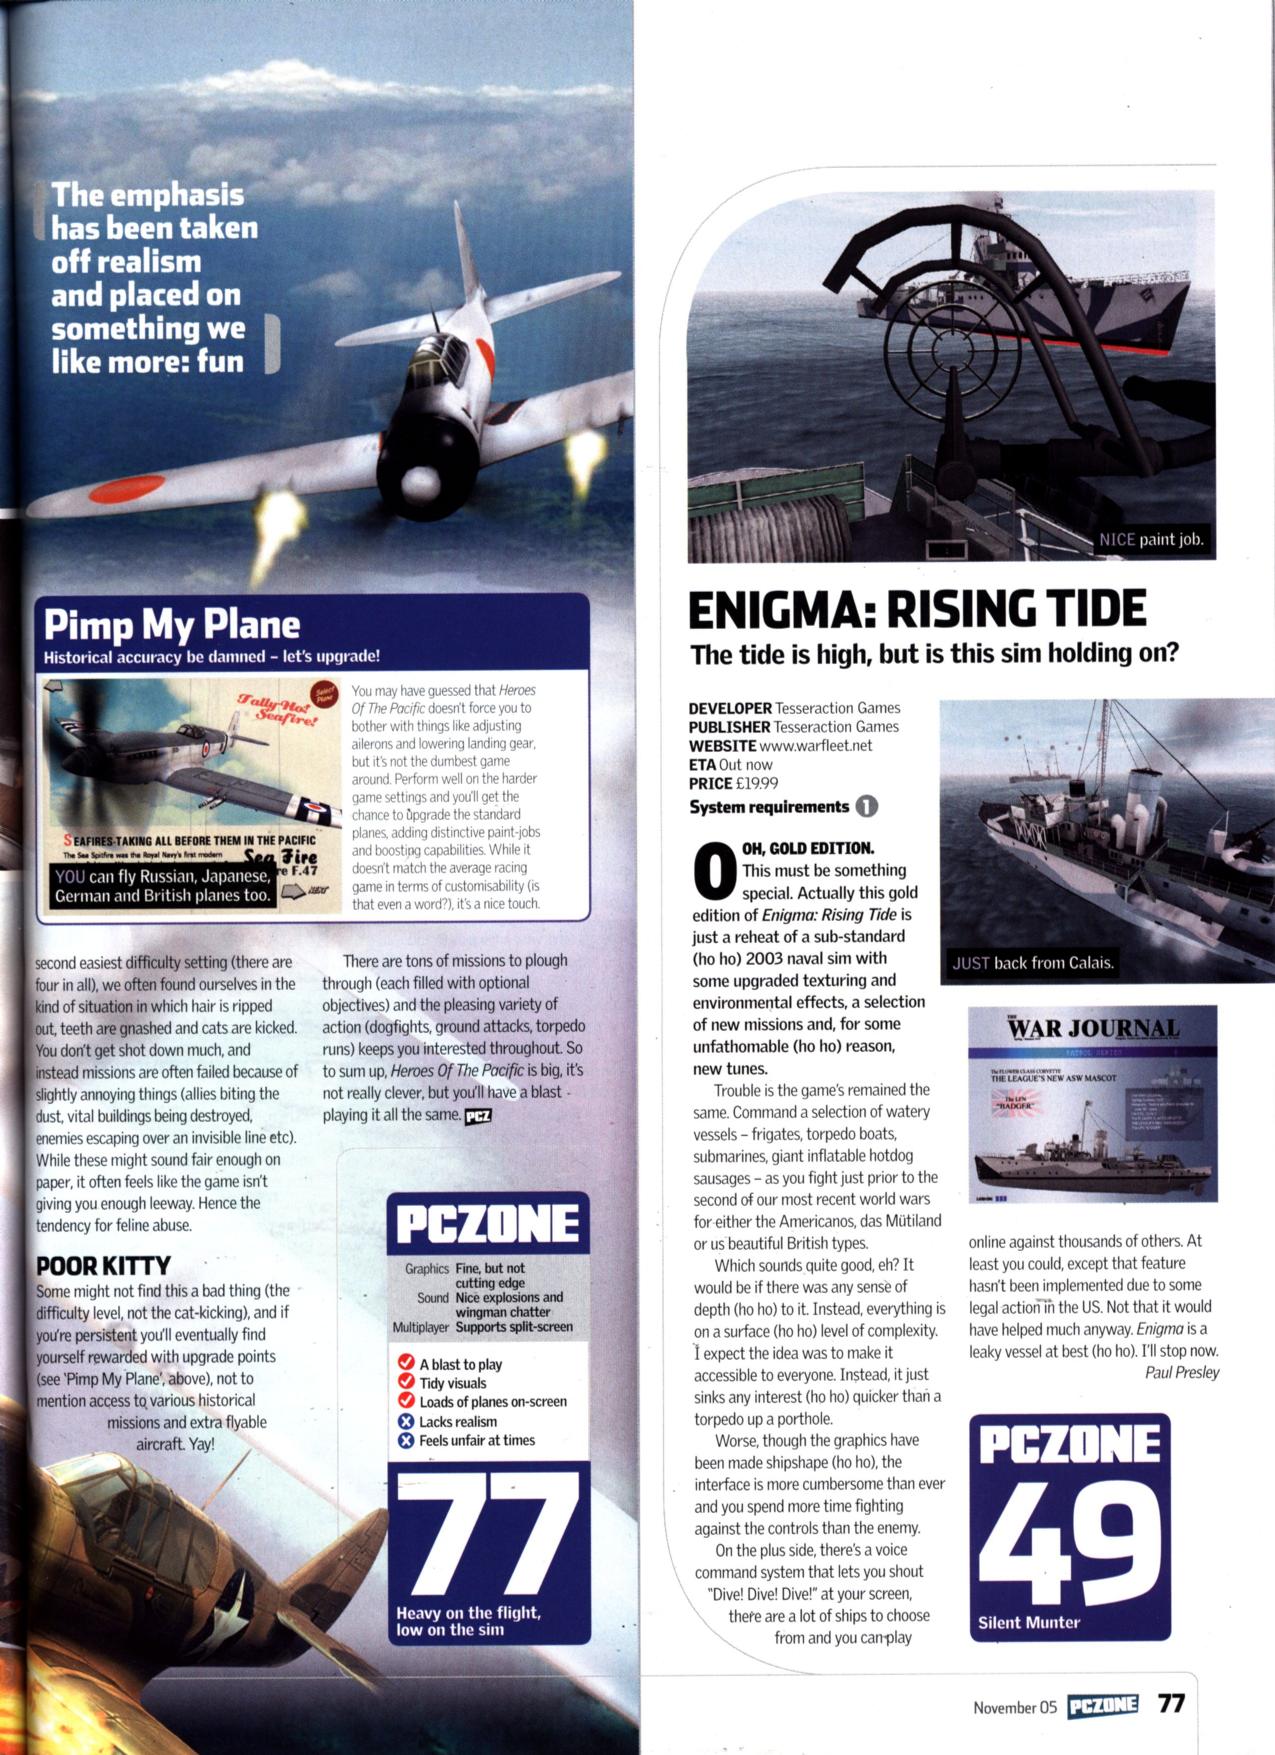 The emphasis
has been taken
off realism
and placed on
something we
like more: fun
Pimp My Plane
Historical accuracy be damned – let's upgrade!
Select
Plane
Tally-Ho!
Seafire!
SEAFIRES-TAKING ALL BEFORE THEM IN THE PACIFIC
The Sea Spitfire was the Royal Navy's first modern
Sea Fire
re F.47
YOU can fly Russian, Japanese,
German and British planes too.
You may have guessed that Heroes
Of The Pacific doesn't force you to
bother with things like adjusting
ailerons and lowering landing gear,
but it's not the dumbest game
around. Perform well on the harder
game settings and you'll get the
chance to upgrade the standard
planes, adding distinctive paint-jobs
and boosting capabilities. While it
doesn't match the average racing
game in terms of customisability (is
that even a word?), it's a nice touch.
second easiest difficulty setting (there are
four in all), we often found ourselves in the
kind of situation in which hair is ripped
out, teeth are gnashed and cats are kicked.
You don't get shot down much, and
instead missions are often failed because of
slightly annoying things (allies biting the
dust, vital buildings being destroyed,
enemies escaping over an invisible line etc).
While these might sound fair enough on
paper, it often feels like the game isn't
giving you enough leeway. Hence the
tendency for feline abuse.
POOR KITTY
Some might not find this a bad thing (the
difficulty level, not the cat-kicking), and if
you're persistent you'll eventually find
yourself rewarded with upgrade points
(see 'Pimp My Plane', above), not to
mention access to various historical
missions and extra flyable
aircraft. Yay!
There are tons of missions to plough
through (each filled with optional
objectives) and the pleasing variety of
action (dogfights, ground attacks, torpedo
runs) keeps you interested throughout. So
to sum up, Heroes Of The Pacific is big, it's
not really clever, but you'll have a blast
playing it all the same. PCZ
PCZONE
Graphics Fine, but not
cutting edge
Sound Nice explosions and
wingman chatter
Multiplayer Supports split-screen
A blast to play
Tidy visuals
Loads of planes on-screen
Lacks realism
Feels unfair at times
77
Heavy on the flight,
low on the sim
NICE paint job.
ENIGMA: RISING TIDE
The tide is high, but is this sim holding on?
DEVELOPER Tesseraction Games
PUBLISHER Tesseraction Games
WEBSITE www.warfleet.net
ETA Out now
PRICE £19.99
System requirements 1
OOH, GOLD EDITION.
This must be something
special. Actually this gold
edition of Enigma: Rising Tide is
just a reheat of a sub-standard
(ho ho) 2003 naval sim with
some upgraded texturing and
environmental effects, a selection
of new missions and, for some
unfathomable (ho ho) reason,
new tunes.
Trouble is the game's remained the
same. Command a selection of watery
vessels – frigates, torpedo boats,
submarines, giant inflatable hotdog
sausages – as you fight just prior to the
second of our most recent world wars
for either the Americanos, das Mütiland
or us beautiful British types.
Which sounds quite good, eh? It
would be if there was any sense of
depth (ho ho) to it. Instead, everything is
on a surface (ho ho) level of complexity.
I expect the idea was to make it
accessible to everyone. Instead, it just
sinks any interest (ho ho) quicker than a
torpedo up a porthole.
Worse, though the graphics have
been made shipshape (ho ho), the
interface is more cumbersome than ever
and you spend more time fighting
against the controls than the enemy.
On the plus side, there's a voice
command system that lets you shout
"Dive! Dive! Dive!" at your screen,
there are a lot of ships to choose
from and you can play
JUST back from Calais.
THE
WAR JOURNAL
PATROL SERIES
The FLOWER CLASS CORVETTE
THE LEAGUE'S NEW ASW MASCOT
The LFN
"BADGER"
online against thousands of others. At
least you could, except that feature
hasn't been implemented due to some
legal action in the US. Not that it would
have helped much anyway. Enigma is a
leaky vessel at best (ho ho). I'll stop now.
Paul Presley
PCZONE
49
Silent Munter
November 05 PCZONE 77